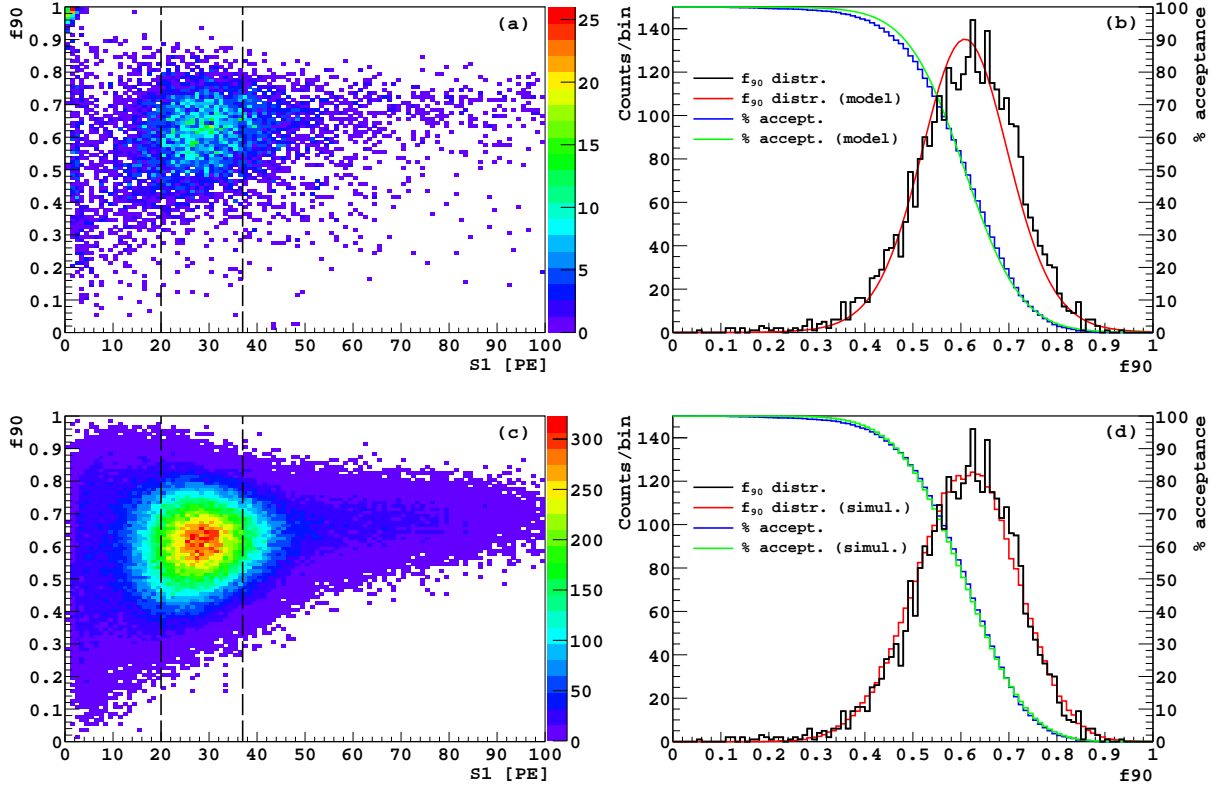 (a)
f90
1
0.9
0.8
0.7
0.6
0.5
0.4
0.3
0.2
0.1
0
0 10 20 30 40 50 60 70 80 90 100
S1 [PE]
25
20
15
10
5
0
(b)
Counts/bin
140
120
100
80
60
40
20
0
f90 distr.
f90 distr. (model)
% accept.
% accept. (model)
0 0.1 0.2 0.3 0.4 0.5 0.6 0.7 0.8 0.9 1
f90
100
90
80
70
60
50
40
30
20
10
0
% acceptance
(c)
f90
1
0.9
0.8
0.7
0.6
0.5
0.4
0.3
0.2
0.1
0
0 10 20 30 40 50 60 70 80 90 100
S1 [PE]
300
250
200
150
100
50
0
(d)
Counts/bin
140
120
100
80
60
40
20
0
f90 distr.
f90 distr. (simul.)
% accept.
% accept. (simul.)
0 0.1 0.2 0.3 0.4 0.5 0.6 0.7 0.8 0.9 1
f90
100
90
80
70
60
50
40
30
20
10
0
% acceptance